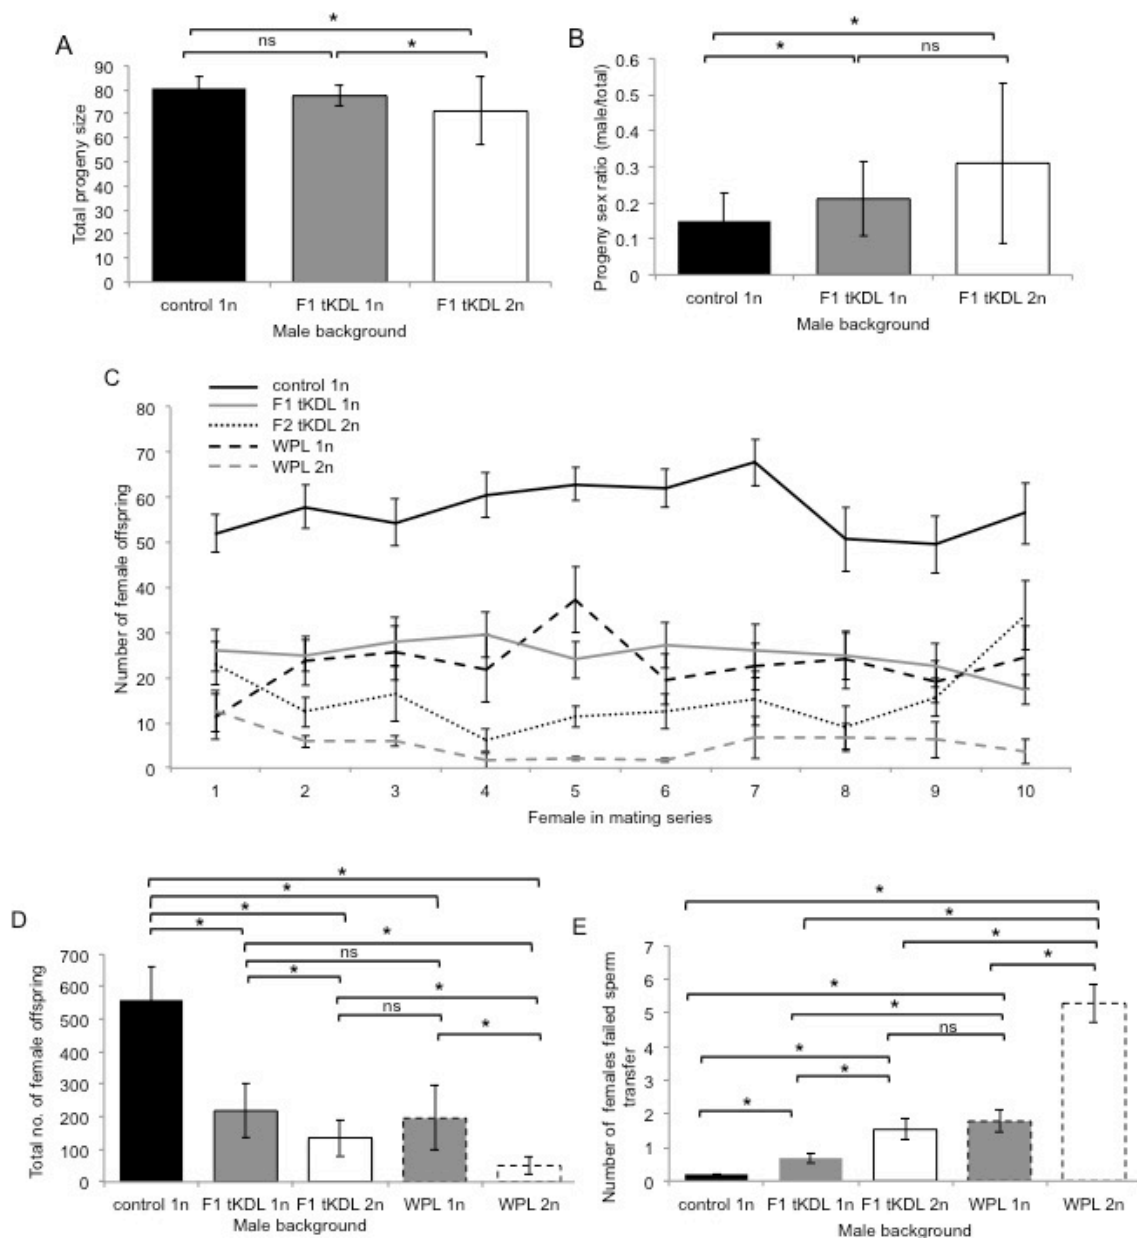 A
*
ns
*
Total progeny size
90
80
70
60
50
40
30
20
10
0
control 1n
F1 tKDL 1n
F1 tKDL 2n
Male background
B
*
*
ns
Progeny sex ratio (male/total)
0.6
0.5
0.4
0.3
0.2
0.1
0
control 1n
F1 tKDL 1n
F1 tKDL 2n
Male background
C
control 1n
F1 tKDL 1n
F2 tKDL 2n
WPL 1n
WPL 2n
Number of female offspring
80
70
60
50
40
30
20
10
0
1 2 3 4 5 6 7 8 9 10
Female in mating series
D
*
*
*
*
*
ns
*
*
ns
*
Total no. of female offspring
700
600
500
400
300
200
100
0
control 1n
F1 tKDL 1n
F1 tKDL 2n
WPL 1n
WPL 2n
Male background
E
*
*
*
*
*
*
ns
*
*
*
Number of females failed sperm
transfer
7
6
5
4
3
2
1
0
control 1n
F1 tKDL 1n
F1 tKDL 2n
WPL 1n
WPL 2n
Male background